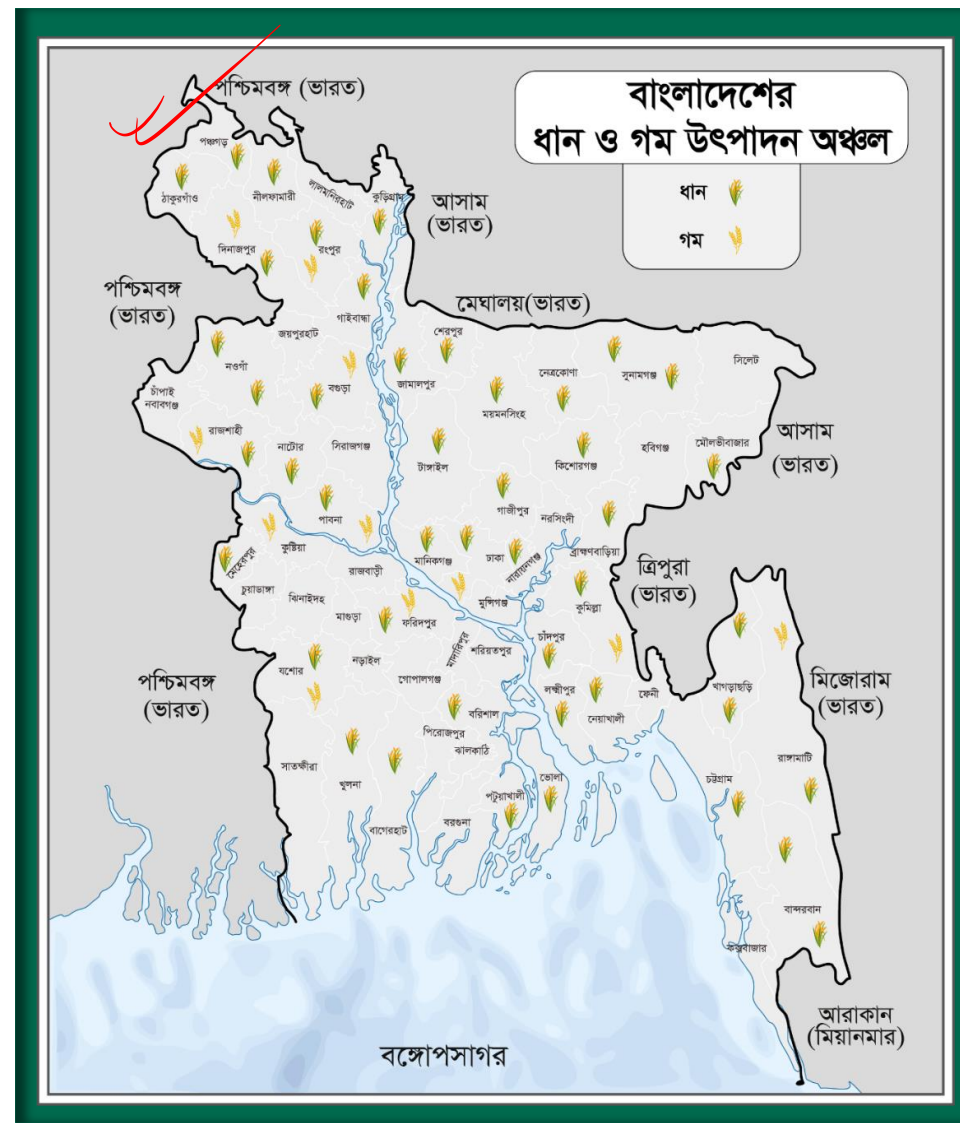 পশ্চিমবঙ্গ (ভারত)
বাংলাদেশের
ধান ও গম উৎপাদন অঞ্চল
ধান
গম
পঞ্চগড়
ঠাকুরগাঁও
নীলফামারী
লালমনিরহাট
কুড়িগ্রাম
আসাম
(ভারত)
দিনাজপুর
রংপুর
পশ্চিমবঙ্গ
(ভারত)
মেঘালয়(ভারত)
গাইবান্ধা
জয়পুরহাট
শেরপুর
নওগাঁ
বগুড়া
জামালপুর
নেত্রকোণা
সুনামগঞ্জ
সিলেট
চাঁপাই
নবাবগঞ্জ
ময়মনসিংহ
রাজশাহী
নাটোর
সিরাজগঞ্জ
টাঙ্গাইল
কিশোরগঞ্জ
হবিগঞ্জ
মৌলভীবাজার
আসাম
(ভারত)
পাবনা
গাজীপুর
নরসিংদী
মেহেরপুর
কুষ্টিয়া
রাজবাড়ী
মানিকগঞ্জ
ঢাকা
নারায়নগঞ্জ
ব্রাহ্মণবাড়িয়া
ত্রিপুরা
(ভারত)
চুয়াডাঙ্গা
ঝিনাইদহ
মাগুড়া
ফরিদপুর
মুন্সিগঞ্জ
কুমিল্লা
যশোর
নড়াইল
মাদারিপুর
শরিয়তপুর
চাঁদপুর
গোপালগঞ্জ
পশ্চিমবঙ্গ
(ভারত)
লক্ষ্মীপুর
নেয়াখালী
ফেনী
খাগড়াছড়ি
মিজোরাম
(ভারত)
বরিশাল
পিরোজপুর
ঝালকাঠি
সাতক্ষীরা
খুলনা
বাগেরহাট
বরগুনা
পটুয়াখালী
ভোলা
চট্টগ্রাম
রাঙ্গামাটি
বান্দরবান
কক্সবাজার
আরাকান
(মিয়ানমার)
বঙ্গোপসাগর